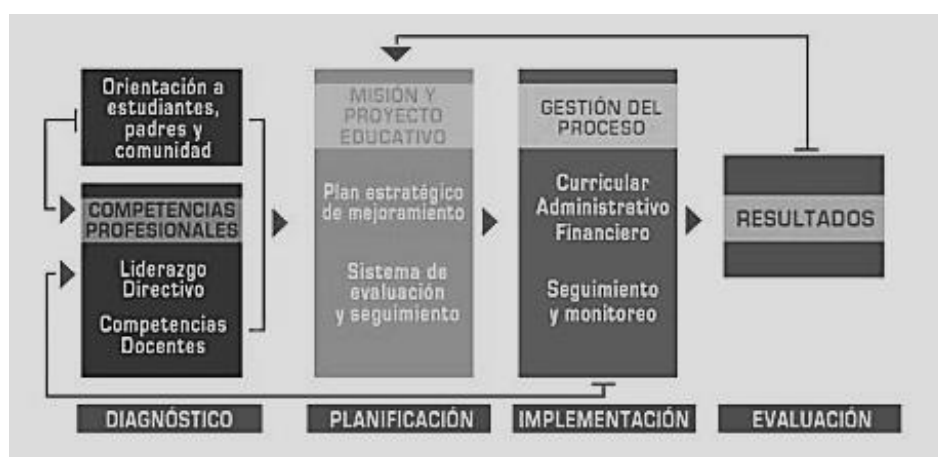 Orientación a
estudiantes,
padres y
comunidad
COMPETENCIAS
PROFESIONALES
Liderazgo
Directivo
Competencias
Docentes
DIAGNÓSTICO
MISIÓN Y
PROYECTO
EDUCATIVO
Plan estratégico
de mejoramiento
Sistema de
evaluación
y seguimiento
PLANIFICACIÓN
GESTIÓN DEL
PROCESO
Curricular
Administrativo
Financiero
Seguimiento
y monitoreo
IMPLEMENTACIÓN
RESULTADOS
EVALUACIÓN